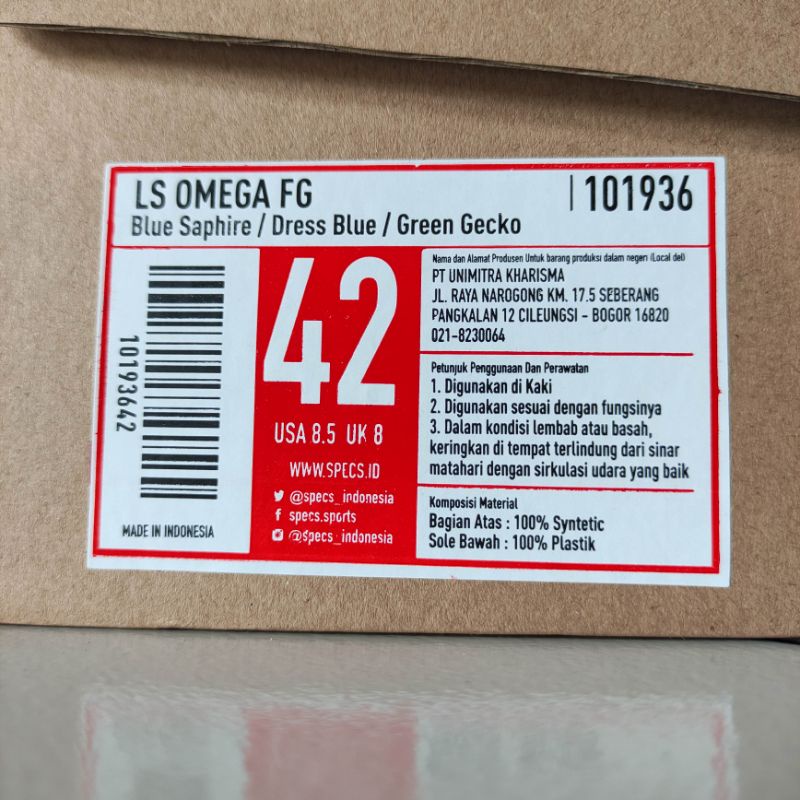 LS OMEGA FG
| 101936
Blue Saphire / Dress Blue / Green Gecko
10193642
MADE IN INDONESIA
42
USA 8.5 UK 8
WWW.SPECS.ID
@specs_indonesia
specs.sports
@specs_indonesia
Nama dan Alamat Produsen Untuk barang produksi dalam negeri (Local del)
PT UNIMITRA KHARISMA
JL. RAYA NAROGONG KM. 17.5 SEBERANG
PANGKALAN 12 CILEUNGSI - BOGOR 16820
021-8230064
Petunjuk Penggunaan Dan Perawatan
1. Digunakan di Kaki
2. Digunakan sesuai dengan fungsinya
3. Dalam kondisi lembab atau basah,
keringkan di tempat terlindung dari sinar
matahari dengan sirkulasi udara yang baik
Komposisi Material
Bagian Atas : 100% Syntetic
Sole Bawah : 100% Plastik